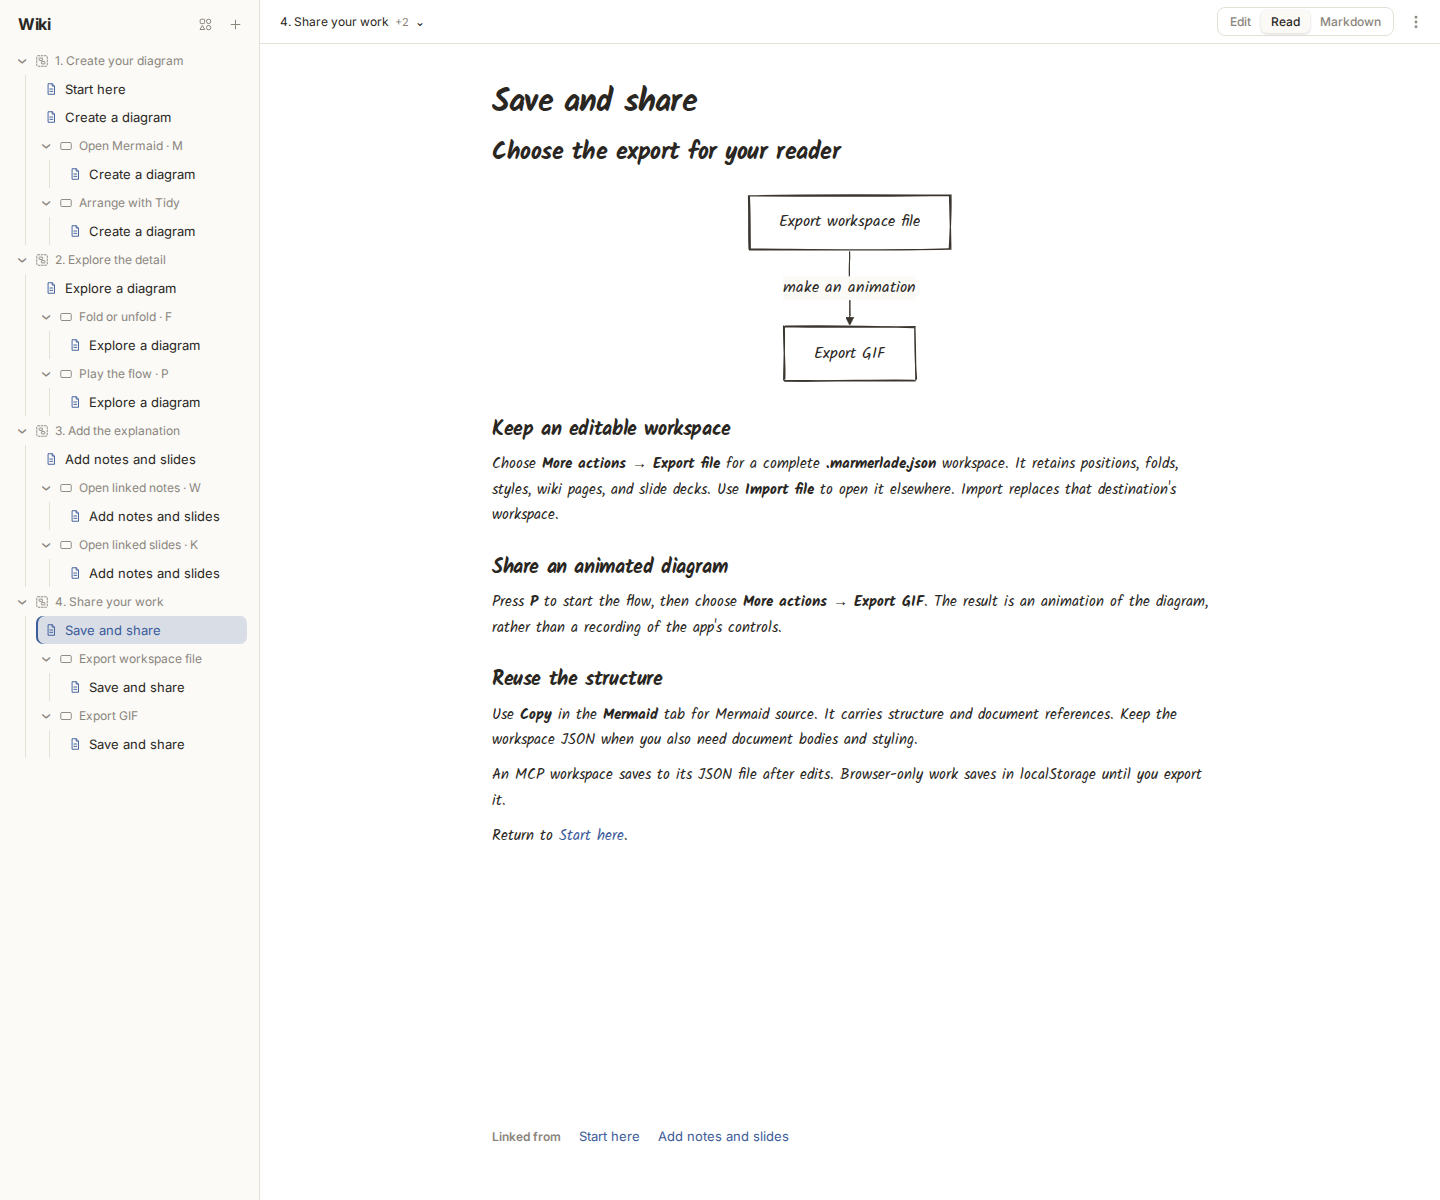 Wiki
1. Create your diagram
Start here
Create a diagram
Open Mermaid · M
Create a diagram
Arrange with Tidy
Create a diagram
2. Explore the detail
Explore a diagram
Fold or unfold · F
Explore a diagram
Play the flow · P
Explore a diagram
3. Add the explanation
Add notes and slides
Open linked notes · W
Add notes and slides
Open linked slides · K
Add notes and slides
4. Share your work
Save and share
Export workspace file
Save and share
Export GIF
Save and share
4. Share your work +2
Edit Read Markdown
Save and share
Choose the export for your reader
Export workspace file
make an animation
Export GIF
Keep an editable workspace
Choose More actions → Export file for a complete .marmerlade.json workspace. It retains positions, folds,
styles, wiki pages, and slide decks. Use Import file to open it elsewhere. Import replaces that destination's
workspace.
Share an animated diagram
Press P to start the flow, then choose More actions → Export GIF. The result is an animation of the diagram,
rather than a recording of the app's controls.
Reuse the structure
Use Copy in the Mermaid tab for Mermaid source. It carries structure and document references. Keep the
workspace JSON when you also need document bodies and styling.
An MCP workspace saves to its JSON file after edits. Browser-only work saves in localStorage until you export
it.
Return to Start here.
Linked from Start here Add notes and slides